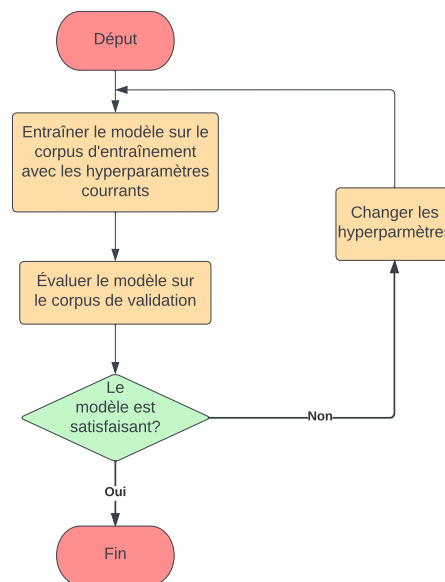 Déput
Entraîner le modèle sur le
corpus d'entraînement
avec les hyperparamètres
courrants
Changer les
hyperparmètres
Évaluer le modèle sur
le corpus de validation
Le
modèle est
satisfaisant?
Non
Oui
Fin